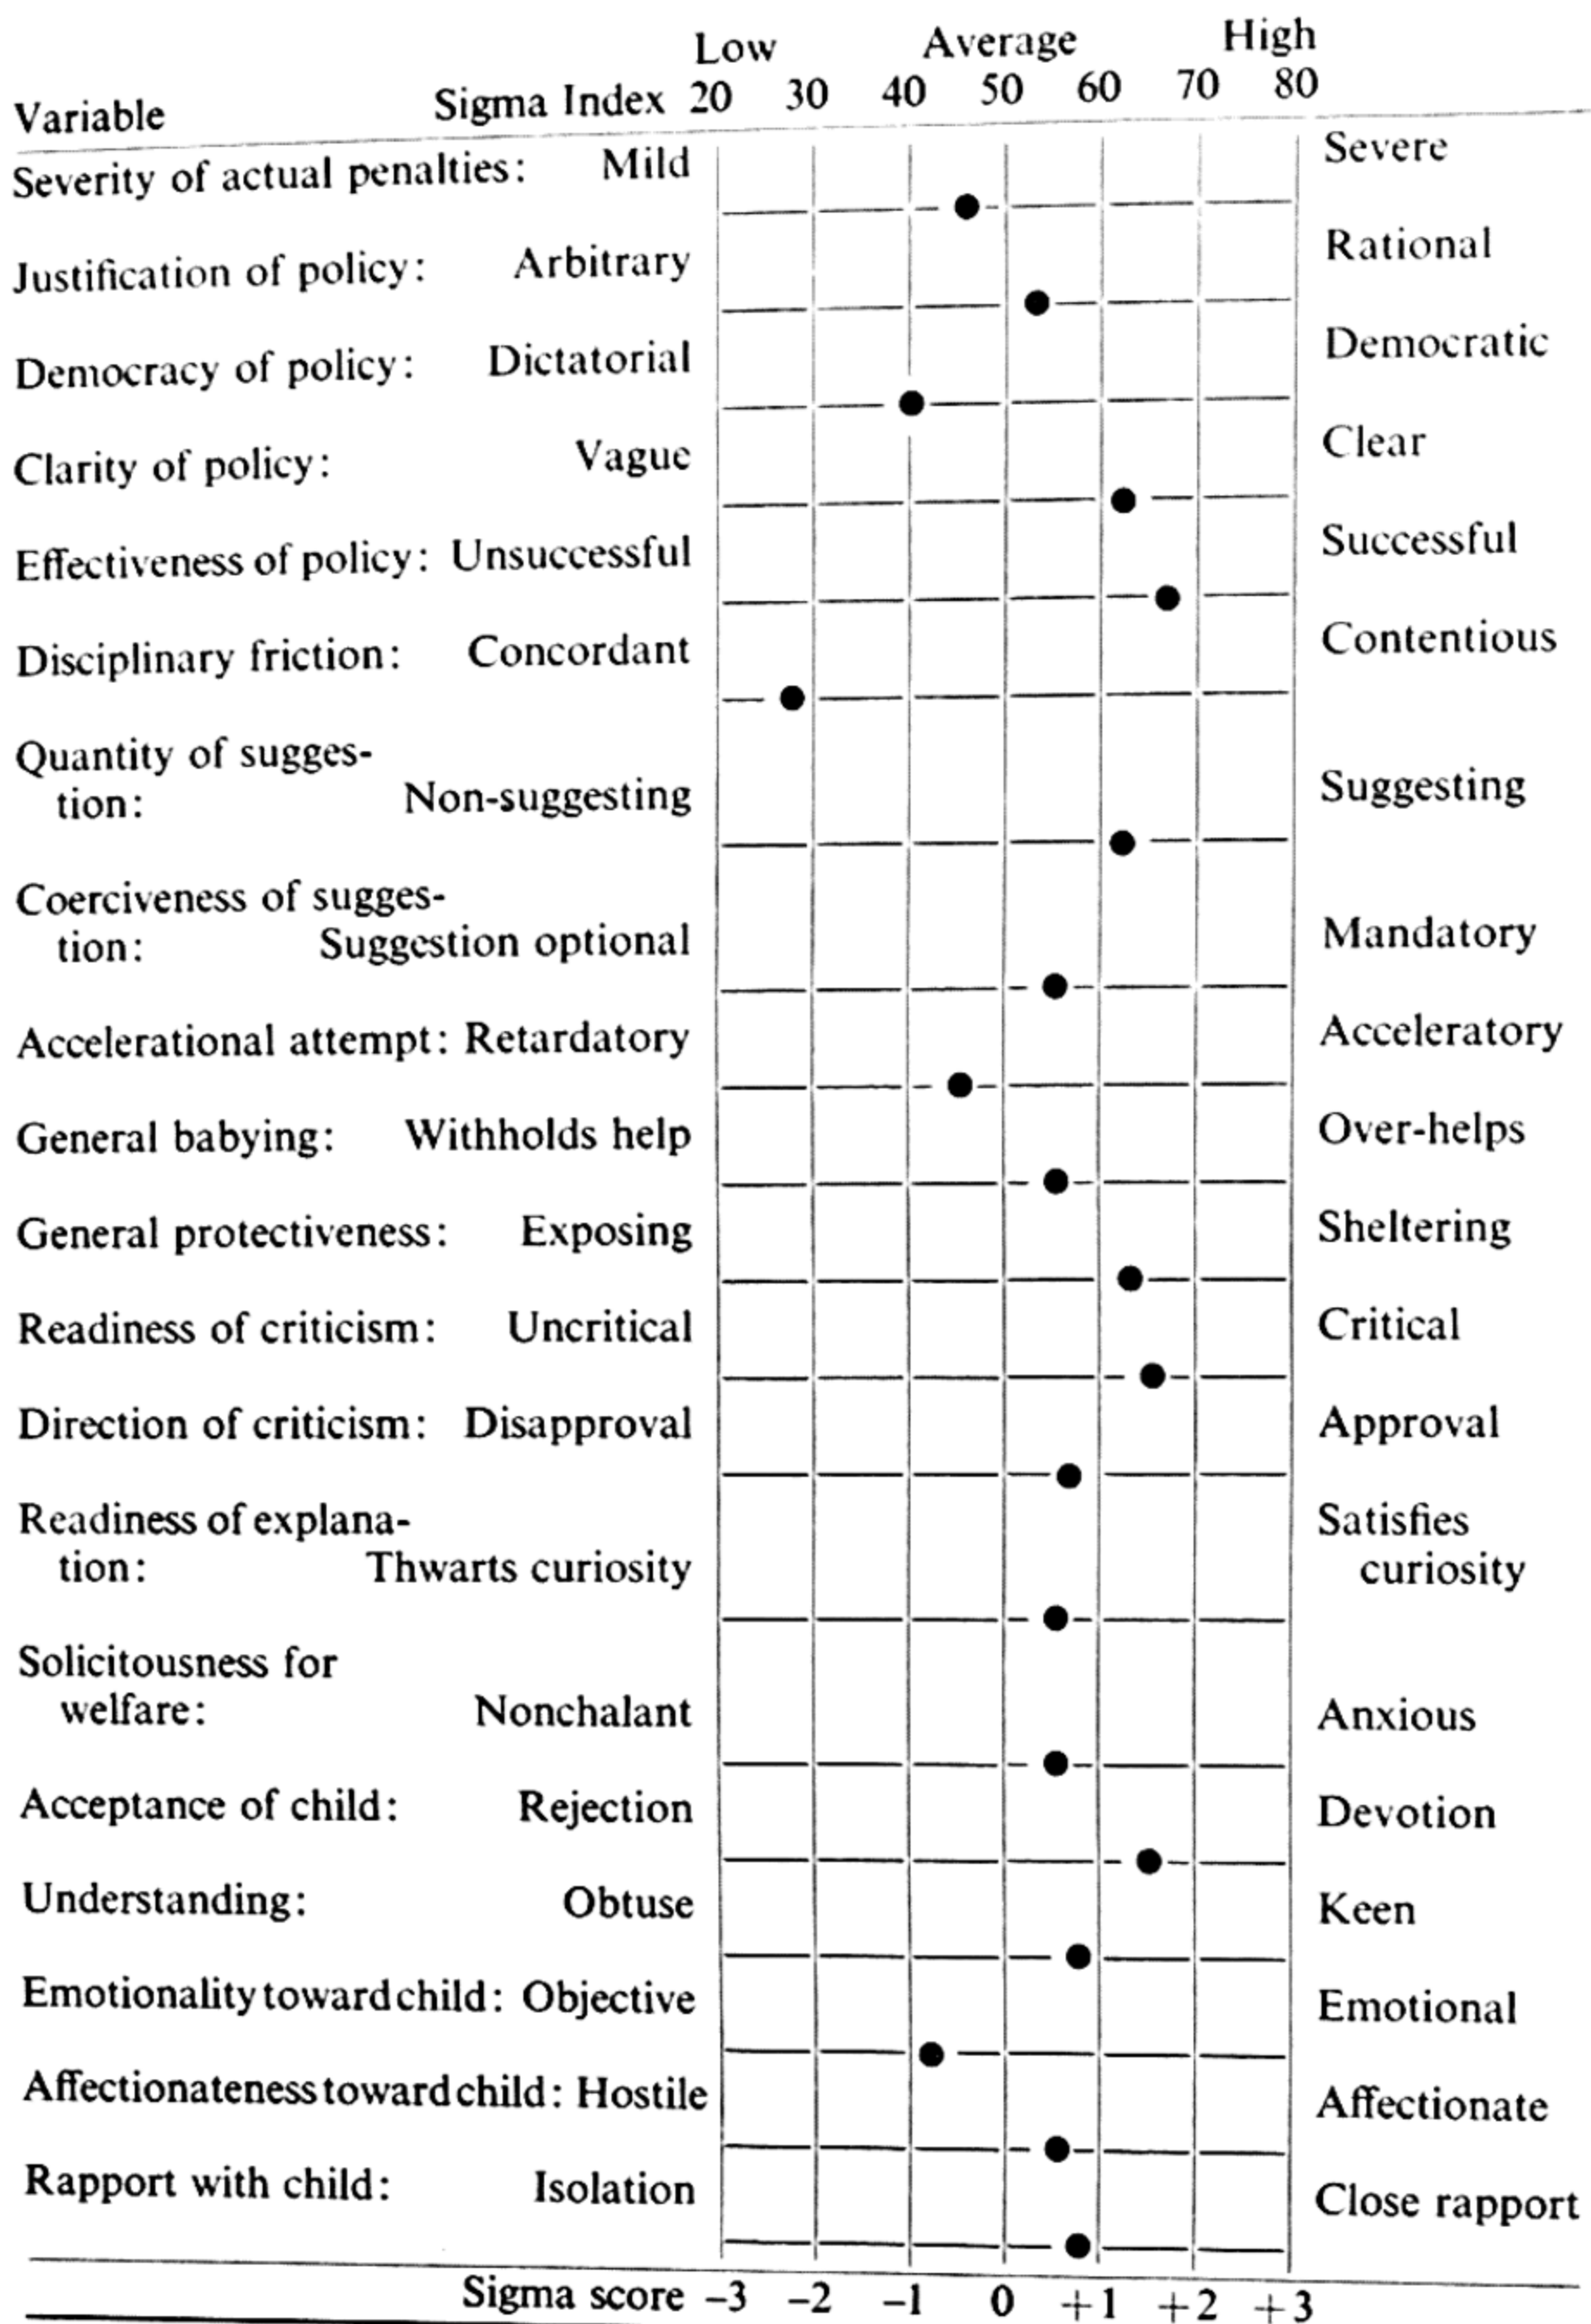 Low Average High
Variable Sigma Index 20 30 40 50 60 70 80
Severity of actual penalties: Mild Severe
Justification of policy: Arbitrary Rational
Democracy of policy: Dictatorial Democratic
Clarity of policy: Vague Clear
Effectiveness of policy: Unsuccessful Successful
Disciplinary friction: Concordant Contentious
Quantity of sugges-
tion: Non-suggesting Suggesting
Coerciveness of sugges-
tion: Suggestion optional Mandatory
Accelerational attempt: Retardatory Acceleratory
General babying: Withholds help Over-helps
General protectiveness: Exposing Sheltering
Readiness of criticism: Uncritical Critical
Direction of criticism: Disapproval Approval
Readiness of explana- Satisfies
tion: Thwarts curiosity curiosity
Solicitousness for
welfare: Nonchalant Anxious
Acceptance of child: Rejection Devotion
Understanding: Obtuse Keen
Emotionality toward child: Objective Emotional
Affectionateness toward child: Hostile Affectionate
Rapport with child: Isolation Close rapport
Sigma score –3 –2 –1 0 +1 +2 +3